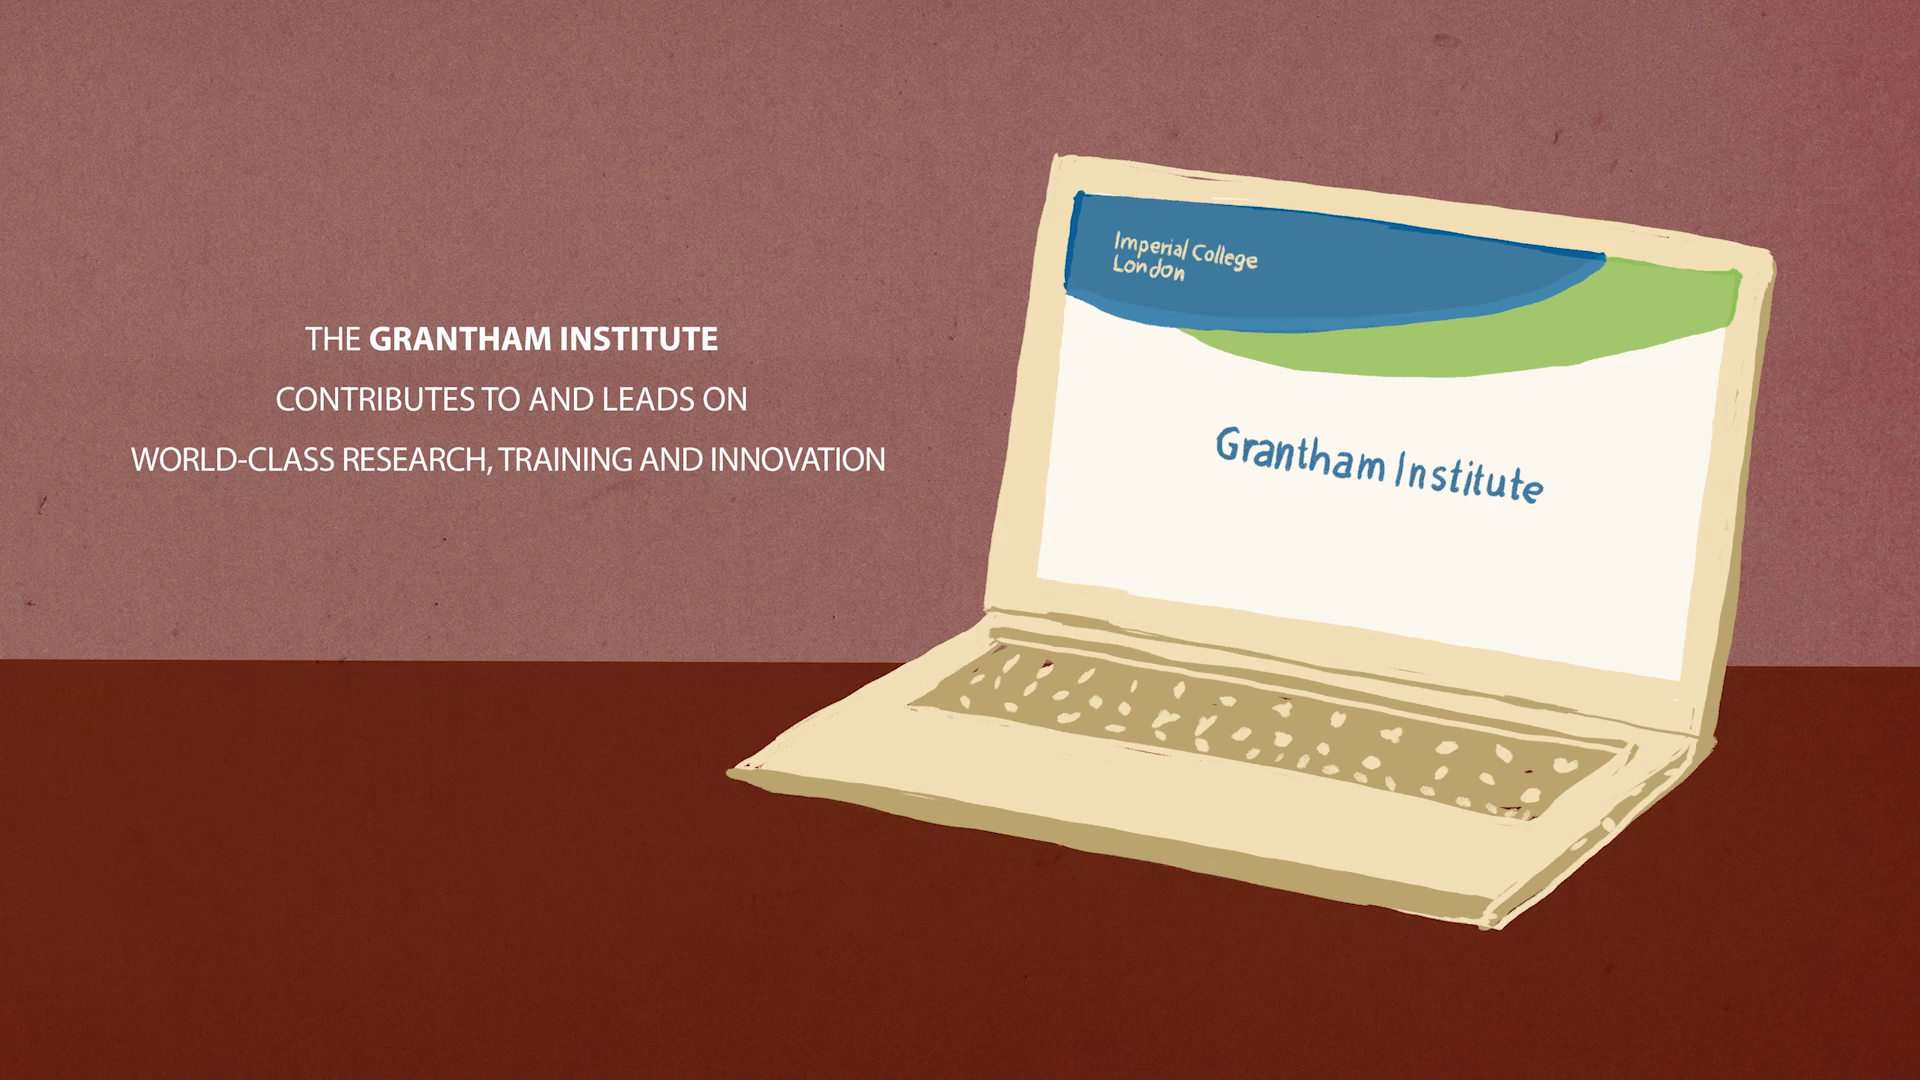 THE GRANTHAM INSTITUTE
CONTRIBUTES TO AND LEADS ON
WORLD-CLASS RESEARCH, TRAINING AND INNOVATION
Imperial College
London
Grantham Institute